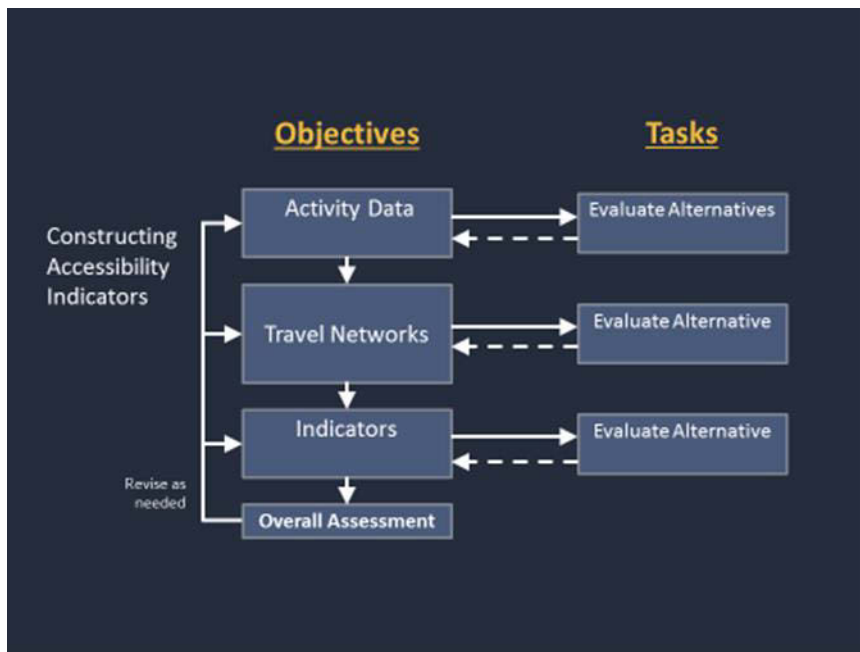 Objectives
Tasks
Constructing
Accessibility
Indicators
Activity Data
Evaluate Alternatives
Travel Networks
Evaluate Alternative
Indicators
Evaluate Alternative
Revise as
needed
Overall Assessment